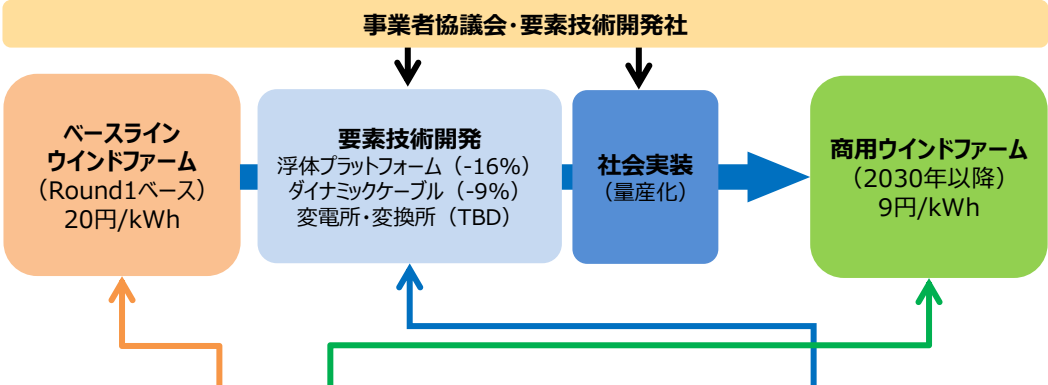 事業者協議会・要素技術開発社
ベースライン
ウインドファーム
（Round1ベース）
20円/kWh
要素技術開発
浮体プラットフォーム（-16%）
ダイナミックケーブル（-9%）
変電所・変換所（TBD）
社会実装
（量産化）
商用ウインドファーム
（2030年以降）
9円/kWh